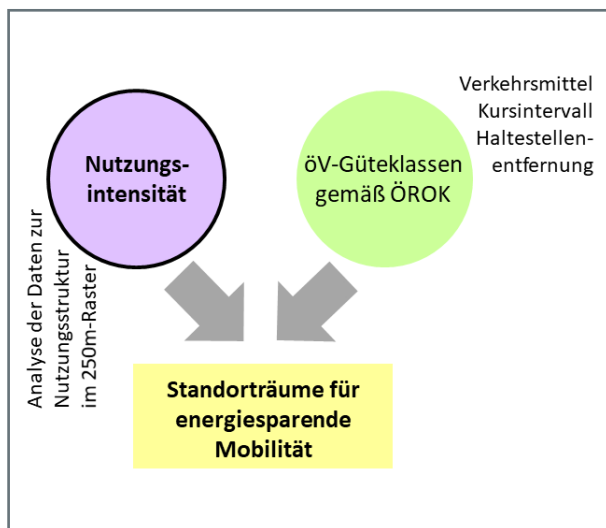 Verkehrsmittel
Kursintervall
Haltestellen-
entfernung
Nutzungs-
intensität
öV-Güteklassen
gemäß ÖROK
Analyse der Daten zur
Nutzungsstruktur
im 250m-Raster
Standorträume für
energiesparende
Mobilität